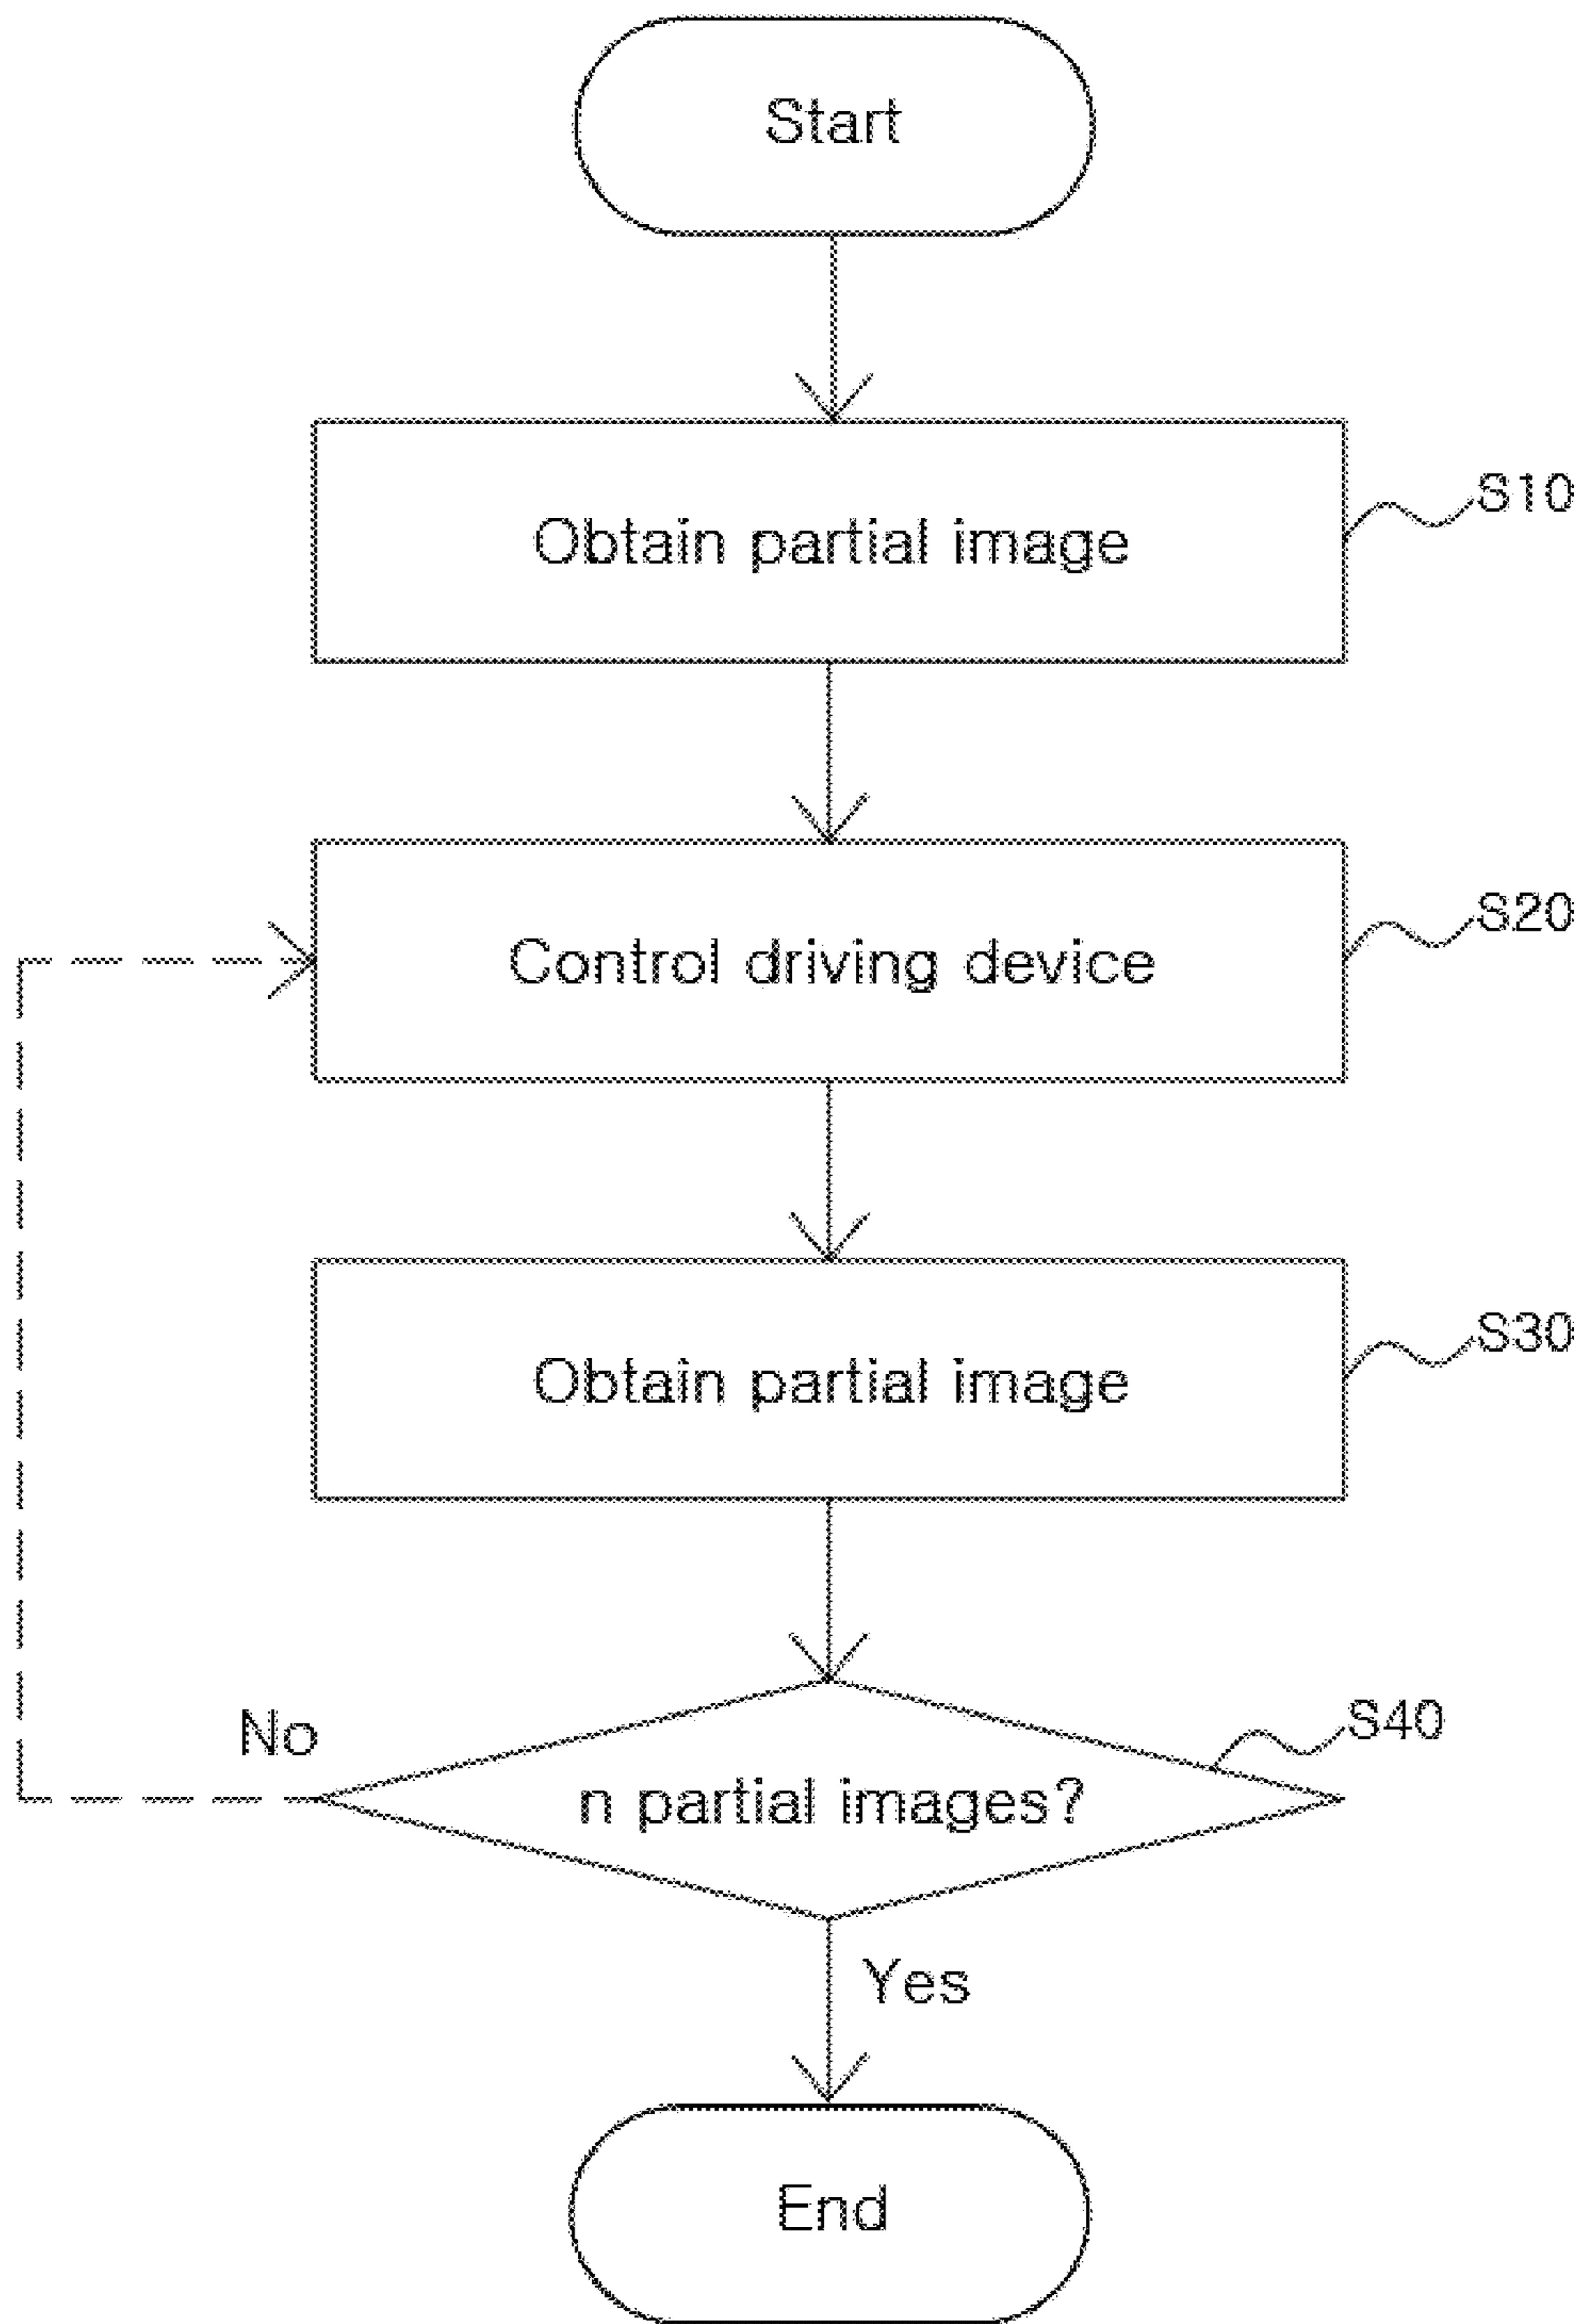 Start
Obtain partial image
S10
Control driving device
S20
Obtain partial image
S30
No
n partial images?
S40
Yes
End